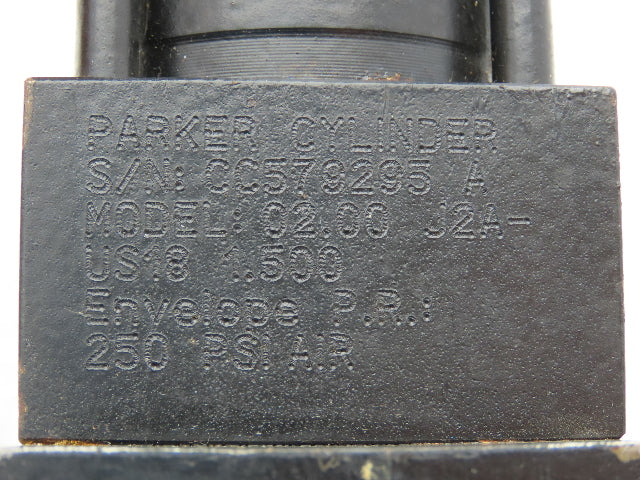 PARKER CYLINDER
S/N: CC579295 A
MODEL: 02.00 J2A-
US18 1.500
Envelope P.R.:
250 PSI AIR